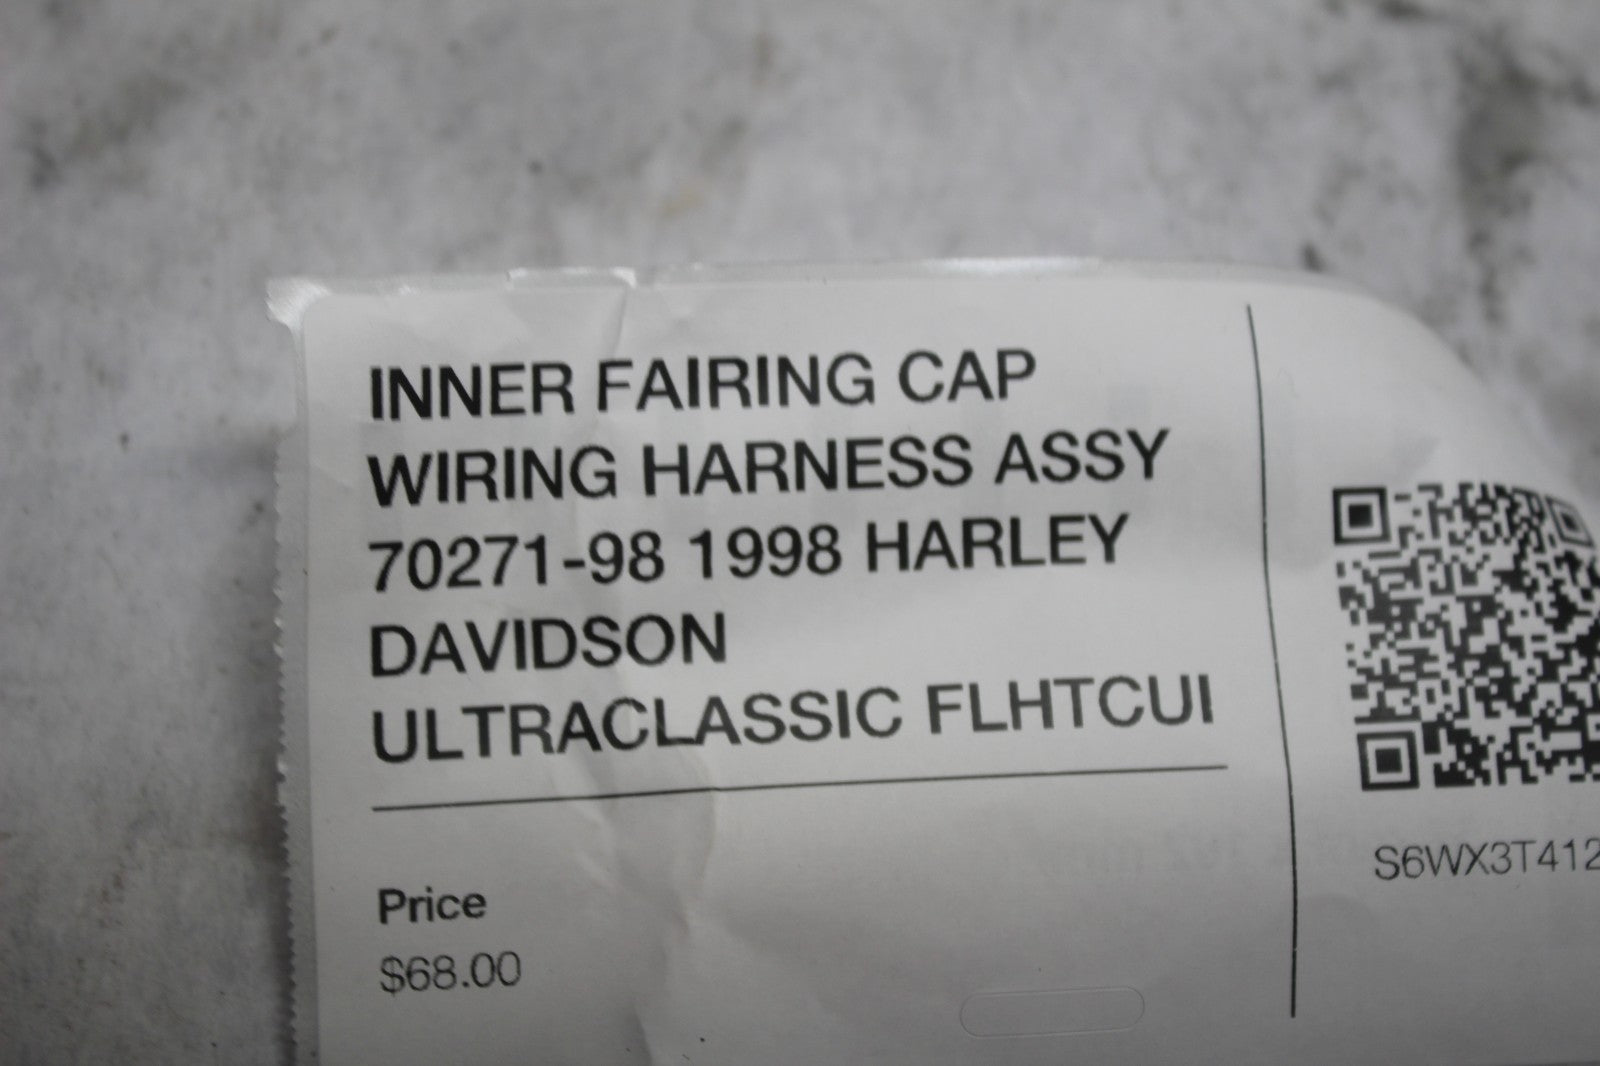 INNER FAIRING CAP
WIRING HARNESS ASSY
70271-98 1998 HARLEY
DAVIDSON
ULTRACLASSIC FLHTCUI
Price
$68.00
S6WX3T412